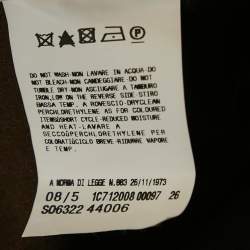 DO NOT WASH-NON LAVARE IN ACQUA-DO
NOT BLEACH-NON CANDEGGIARE-DO NOT
TUMBLE DRY-NON ASCIUGARE A TAMBURO
IRON,LOW ON THE REVERSE SIDE-STIRO
BASSA TEMP. A ROVESCIO-DRYCLEAN
PERCHLORETHYLENE AS FOR COLOURED
ITEMS/SHORT CYCLE-REDUCED MOISTURE
AND HEAT-LAVARE A
SECCO/PERCHLORETHYLENE PER
COLORATI/CICLO BREVE-RIDURRE VAPORE
E TEMP.
A NORMA DI LEGGE N.883 26/11/1973
08/5 1C712008 00097 26
S06322 44006